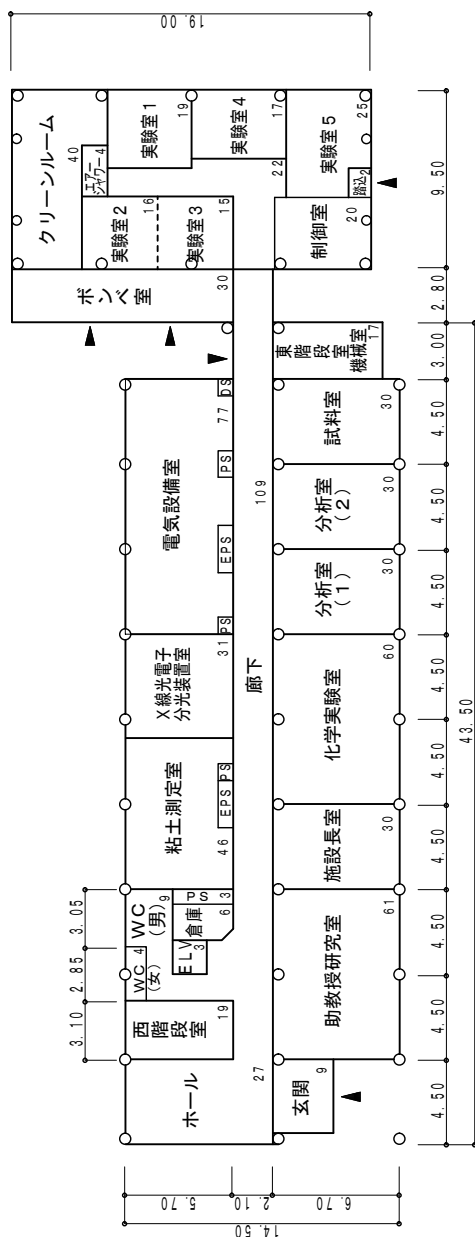 19.00
クリーンルーム
40
エアー
シャワー
4
実験室1
19
実験室4
17
実験室5
25
踏込
2
実験室2
16
実験室3
15
22
制御室
20
ボンベ室
30
東階段室
機械室
17
電気設備室
77
DS
PS
EPS
PS
X線光電子
分光装置室
31
粘土測定室
46
EPS
PS
WC
(男)
9
WC
(女)
4
PS
3
倉庫
6
ELV
3
西階段室
19
ホール
27
廊下
109
試料室
30
分析室
(2)
30
分析室
(1)
30
化学実験室
60
施設長室
30
助教授研究室
61
玄関
9
3.10
2.85
3.05
5.70
2.10
6.70
14.50
4.50
4.50
4.50
4.50
4.50
4.50
4.50
4.50
4.50
3.00
2.80
9.50
43.50